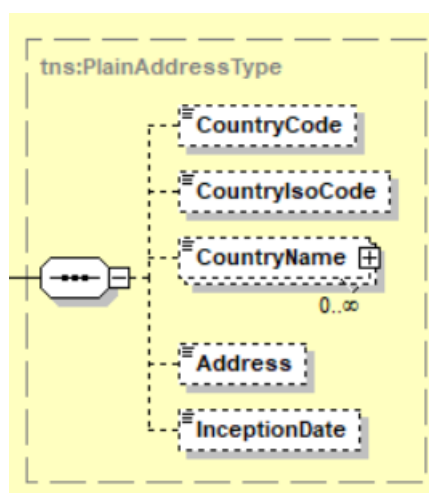 tns:PlainAddressType
CountryCode
CountryIsoCode
CountryName
0..∞
Address
InceptionDate